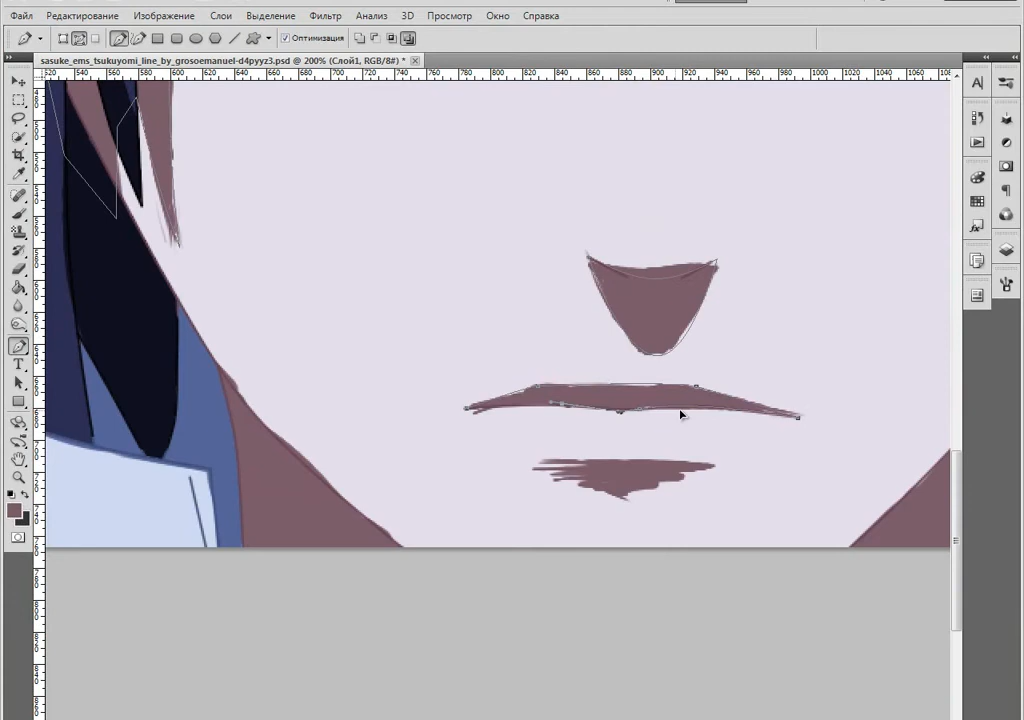 Файл Редактирование Изображение Слои Выделение Фильтр Анализ 3D Просмотр Окно Справка
Оптимизация
sasuke_ems_tsukuyomi_line_by_grosoemanuel-d4pyyz3.psd @ 200% (Слой1, RGB/8#) *
520 540 560 580 600 620 640 660 680 700 720 740 760 780 800 820 840 860 880 900 920 940 960 980 1000 1020 1040 1060